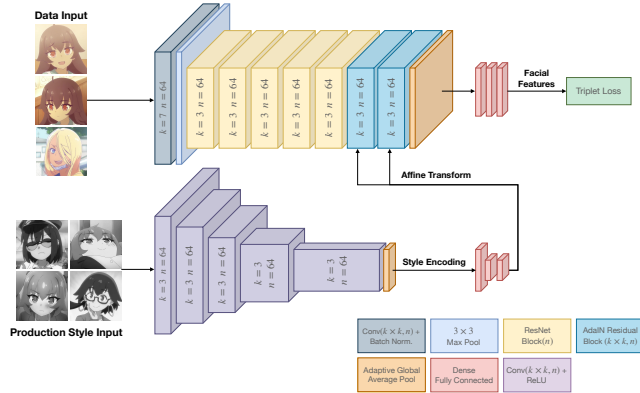 Data Input
k = 7  n = 64
k = 3  n = 64
k = 3  n = 64
k = 3  n = 64
k = 3  n = 64
k = 3  n = 64
k = 3  n = 64
k = 3  n = 64
Facial
Features
Triplet Loss
Affine Transform
k = 3  n = 64
k = 3  n = 64
k = 3  n = 64
k = 3
n = 64
k = 3
n = 64
Style Encoding
Production Style Input
Conv(k × k, n) +
Batch Norm.
3 × 3
Max Pool
ResNet
Block(n)
AdaIN Residual
Block (k × k, n)
Adaptive Global
Average Pool
Dense
Fully Connected
Conv(k × k, n) +
ReLU